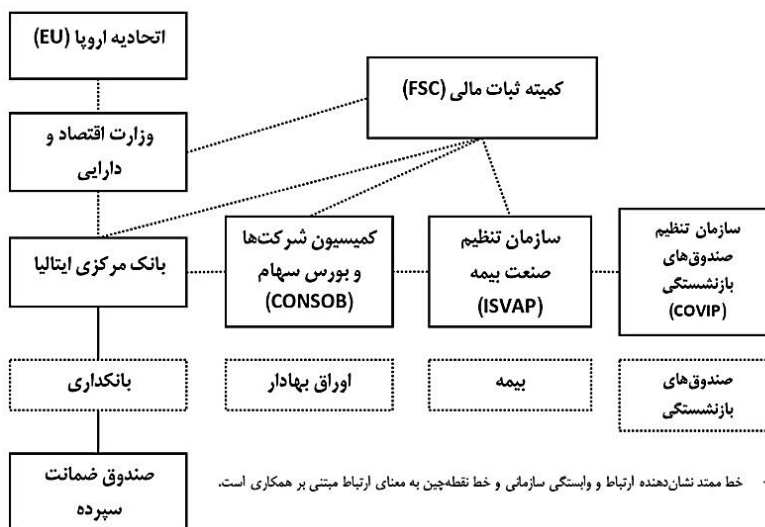 اتحادیه اروپا (EU)
کمیته ثبات مالی (FSC)
وزارت اقتصاد و
دارایی
بانک مرکزی ایتالیا
کمیسیون شرکت‌ها
و بورس سهام
(CONSOB)
سازمان تنظیم
صنعت بیمه
(ISVAP)
سازمان تنظیم
صندوق‌های
بازنشستگی
(COVIP)
بانکداری
اوراق بهادار
بیمه
صندوق‌های
بازنشستگی
صندوق ضمانت
سپرده
· خط ممتد نشان‌دهنده ارتباط و وابستگی سازمانی و خط نقطه‌چین به معنای ارتباط مبتنی بر همکاری است.